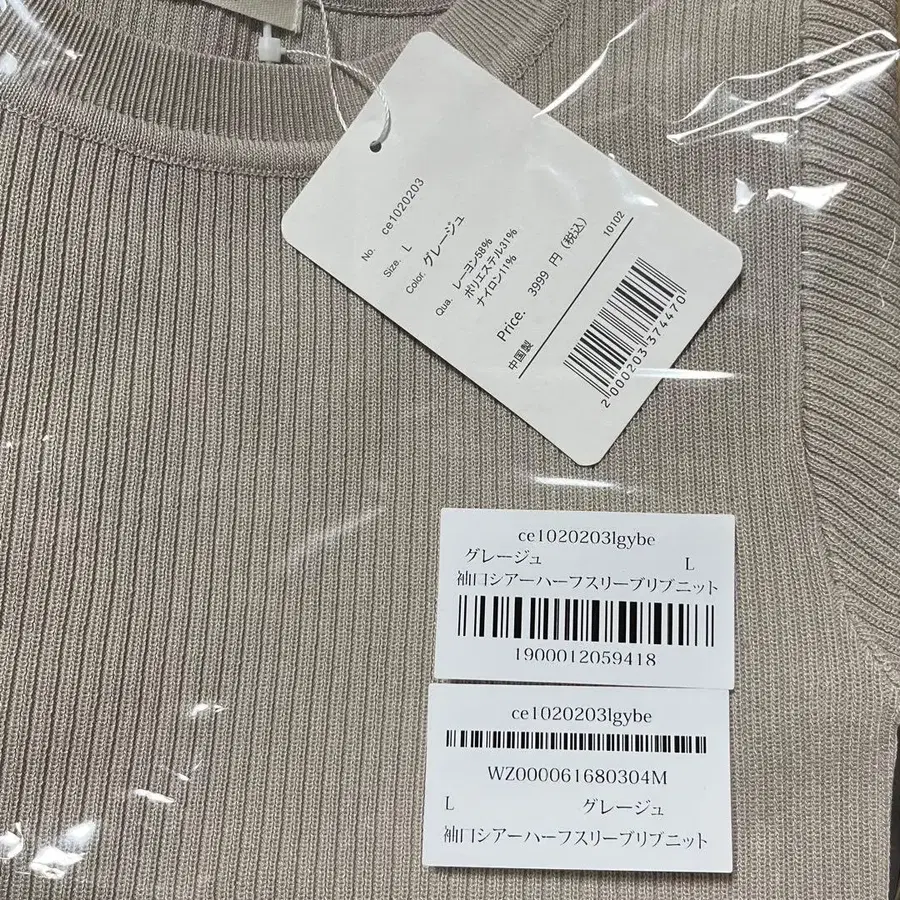 No. ce1020203
Size. L
Color. グレージュ
Qua. レーヨン58%
ポリエステル31%
ナイロン11%
Price. 3999 円(税込)
中国製
10102
2 000203 374470
ce1020203lgybe
グレージュ L
袖口シアーハーフスリーブリブニット
1900012059418
ce1020203lgybe
WZ000061680304M
L グレージュ
袖口シアーハーフスリーブリブニット